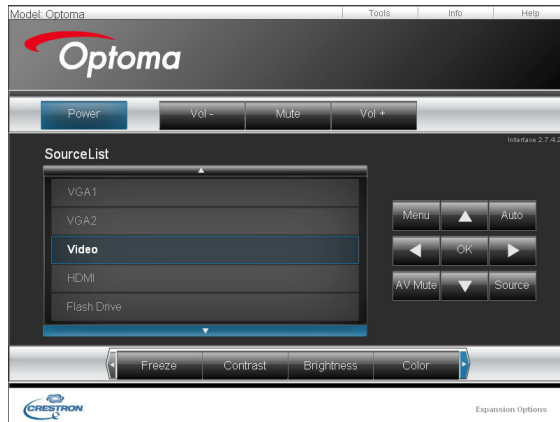 Model: Optoma Tools Info Help
Optoma
Power Vol - Mute Vol +
Interface 2.7.4.2
SourceList
VGA1
VGA2
Video
HDMI
Flash Drive
Menu Auto
OK
AV Mute Source
Freeze Contrast Brightness Color
CRESTRON Expansion Options